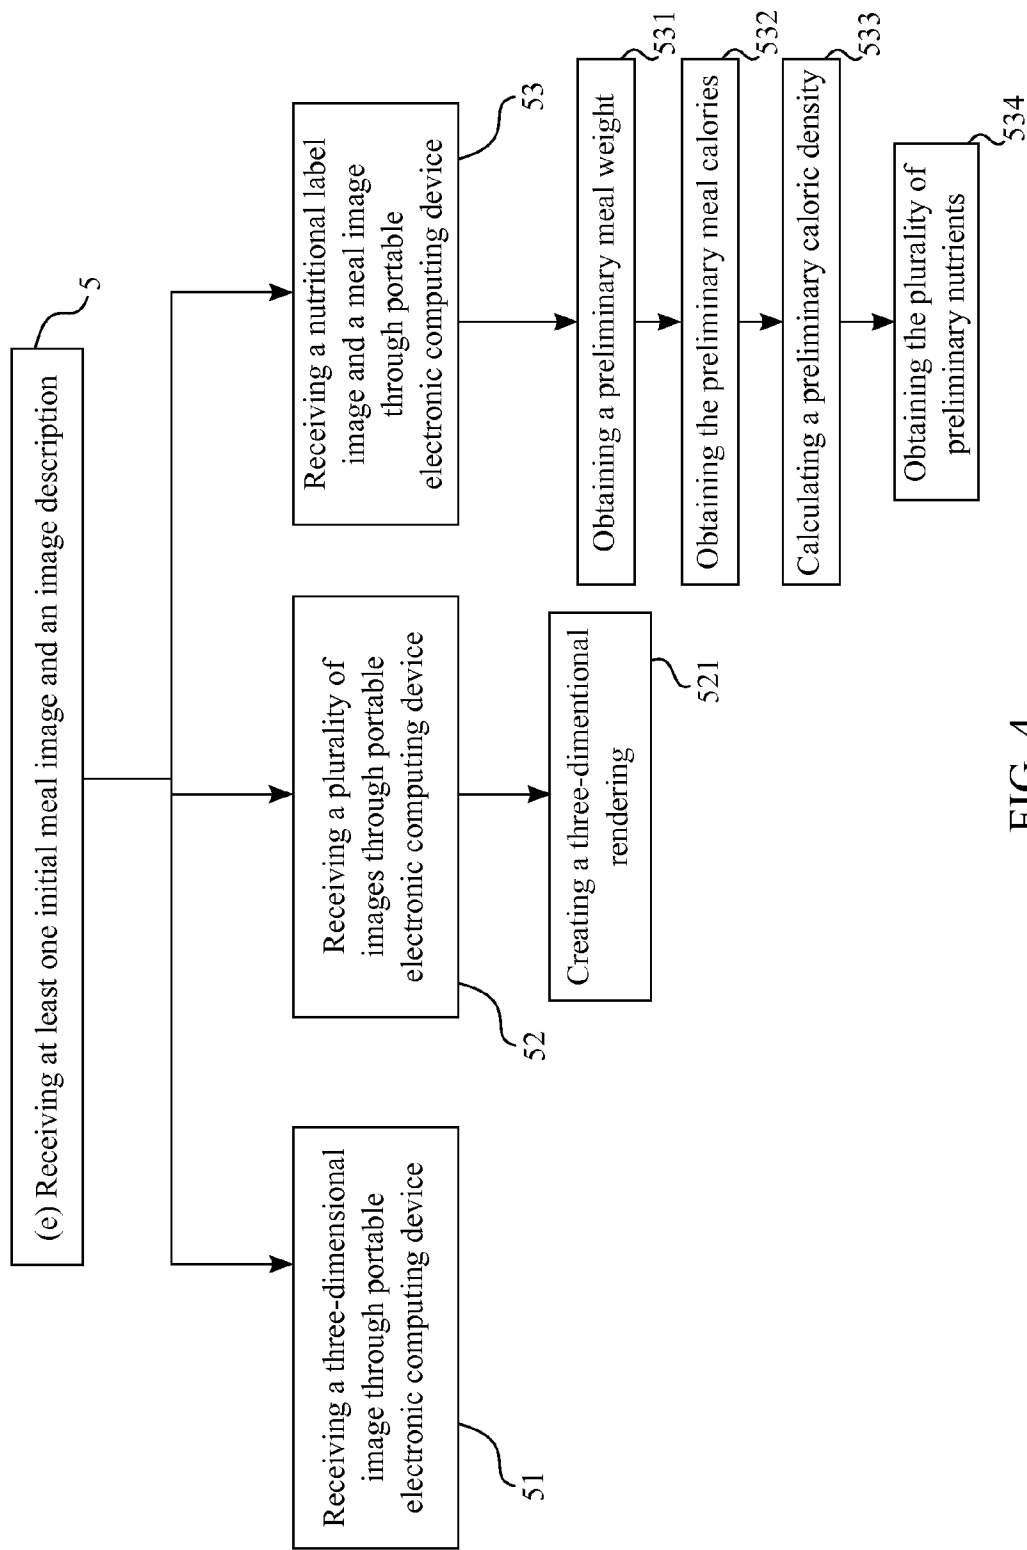 (e) Receiving at least one initial meal image and an image description
5
Receiving a three-dimensional
image through portable
electronic computing device
51
Receiving a plurality of
images through portable
electronic computing device
52
Creating a three-dimentional
rendering
521
Receiving a nutritional label
image and a meal image
through portable
electronic computing device
53
Obtaining a preliminary meal weight
531
Obtaining the preliminary meal calories
532
Calculating a preliminary caloric density
533
Obtaining the plurality of
preliminary nutrients
534
FIG. 4